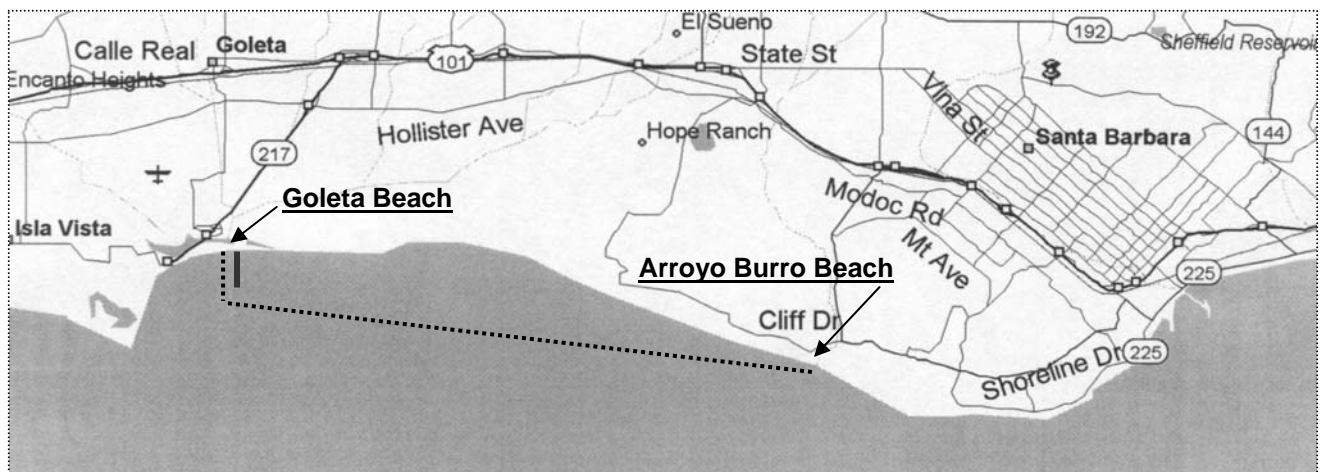 El Sueno
192
Calle Real
Goleta
State St
Sheffield Reservoir
101
Encanto Heights
Vina St
Hollister Ave
Hope Ranch
Santa Barbara
144
217
Modoc Rd
Goleta Beach
Isla Vista
Mt Ave
Arroyo Burro Beach
225
Cliff Dr
Shoreline Dr
225